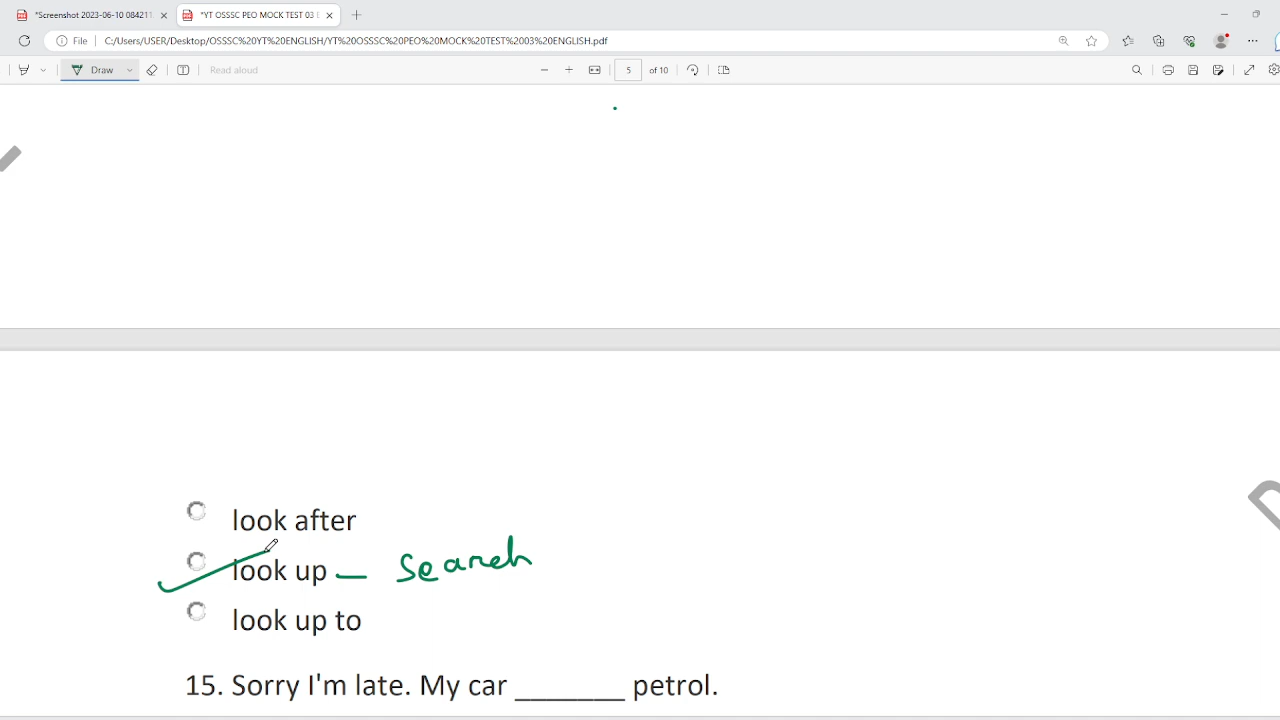 *Screenshot 2023-06-10 084211
*YT OSSSC PEO MOCK TEST 03
File
C:/Users/USER/Desktop/OSSSC%20YT%20ENGLISH/YT%20OSSSC%20PEO%20MOCK%20TEST%2003%20ENGLISH.pdf
Draw
Read aloud
5 of 10
look after
look up – search
look up to
15. Sorry I'm late. My car _______ petrol.